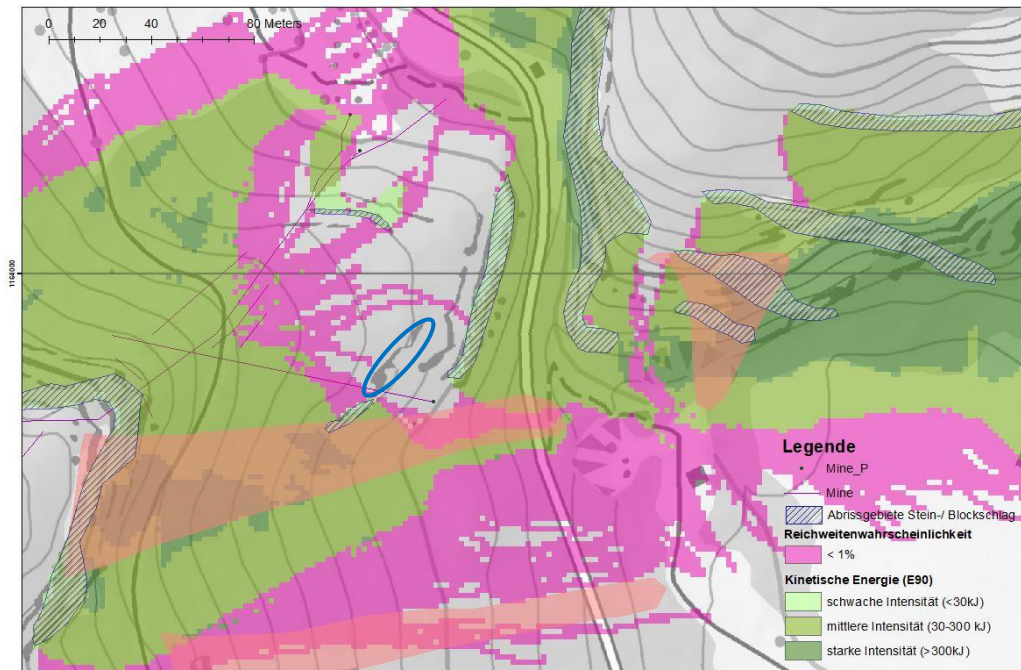 0 20 40 80 Meters
1164000
Legende
Mine_P
Mine
Abrissgebiete Stein-/ Blockschlag
Reichweitenwahrscheinlichkeit
< 1%
Kinetische Energie (E90)
schwache Intensität (<30kJ)
mittlere Intensität (30-300 kJ)
starke Intensität (>300kJ)